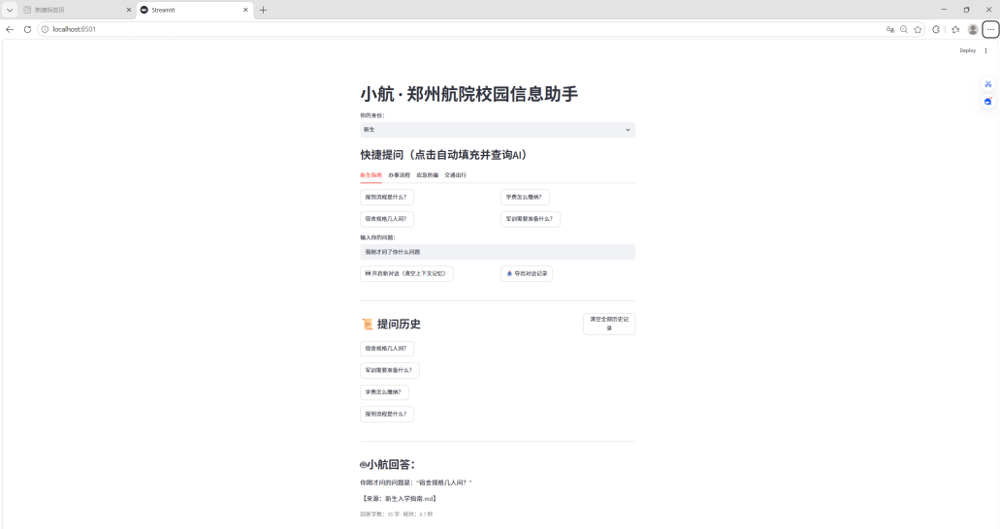 新建标签页
Streamlit
localhost:8501
Deploy
小航 · 郑州航院校园信息助手
你的身份：
新生
快捷提问（点击自动填充并查询AI）
新生指南 办事流程 应急防骗 交通出行
报到流程是什么？
学费怎么缴纳？
宿舍规格几人间？
军训需要准备什么？
输入你的问题：
我刚才问了你什么问题
开启新对话（清空上下文记忆）
导出对话记录
📜 提问历史
清空全部历史记
录
宿舍规格几人间？
军训需要准备什么？
学费怎么缴纳？
报到流程是什么？
小航回答：
你刚才问的问题是："宿舍规格几人间？"
【来源：新生入学指南.md】
回答字数：35 字 · 耗时：0.7 秒